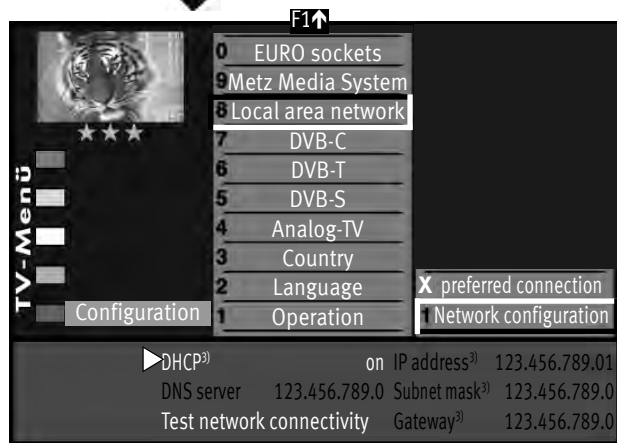 F1↑
0 EURO sockets
9 Metz Media System
8 Local area network
7 DVB-C
6 DVB-T
5 DVB-S
4 Analog-TV
3 Country
2 Language
1 Operation
TV-Menü
Configuration
X preferred connection
1 Network configuration
DHCP3) on IP address3) 123.456.789.01
DNS server 123.456.789.0 Subnet mask3) 123.456.789.0
Test network connectivity Gateway3) 123.456.789.0